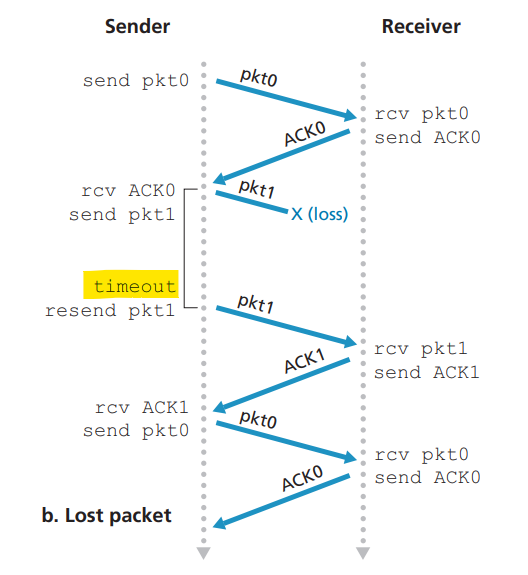 Sender
Receiver
send pkt0
pkt0
rcv pkt0
send ACK0
ACK0
rcv ACK0
send pkt1
pkt1
X (loss)
timeout
resend pkt1
pkt1
rcv pkt1
send ACK1
ACK1
rcv ACK1
send pkt0
pkt0
rcv pkt0
send ACK0
ACK0
b. Lost packet